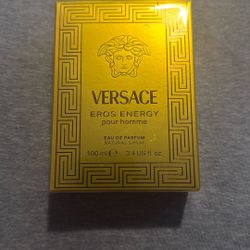 VERSACE
EROS ENERGY
pour homme
EAU DE PARFUM
NATURAL SPRAY
100 ml ℮ 3.4 US fl. oz.